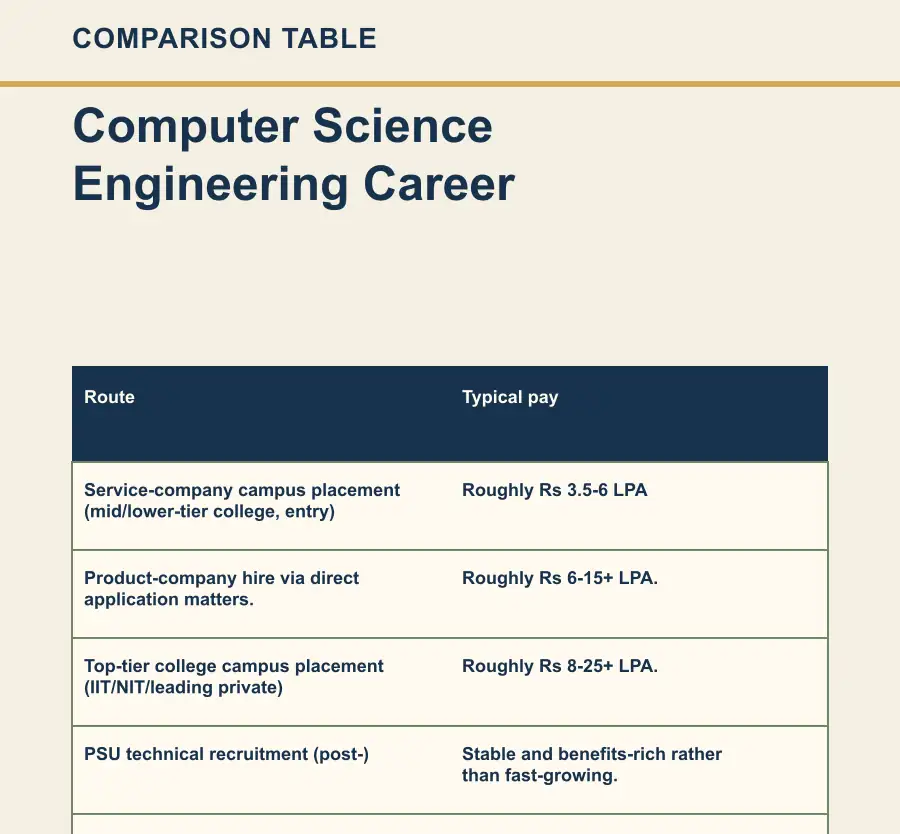 COMPARISON TABLE
Computer Science
Engineering Career
Route
Typical pay
Service-company campus placement
(mid/lower-tier college, entry)
Roughly Rs 3.5-6 LPA
Product-company hire via direct
application matters.
Roughly Rs 6-15+ LPA.
Top-tier college campus placement
(IIT/NIT/leading private)
Roughly Rs 8-25+ LPA.
PSU technical recruitment (post-)
Stable and benefits-rich rather
than fast-growing.